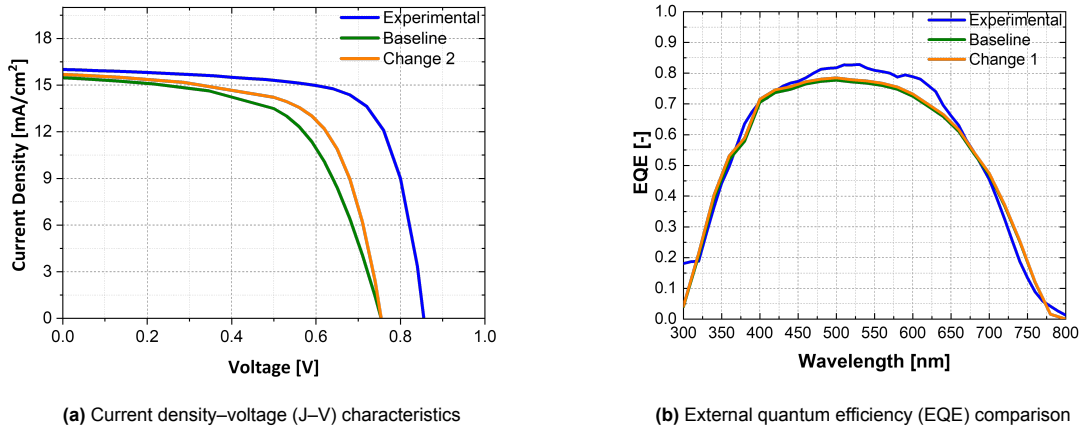 Experimental
Baseline
Change 2
Current Density [mA/cm²]
18
15
12
9
6
3
0
0.0
0.2
0.4
0.6
0.8
1.0
Voltage [V]
(a) Current density–voltage (J–V) characteristics
Experimental
Baseline
Change 1
EQE [-]
1.0
0.9
0.8
0.7
0.6
0.5
0.4
0.3
0.2
0.1
0.0
300
350
400
450
500
550
600
650
700
750
800
Wavelength [nm]
(b) External quantum efficiency (EQE) comparison